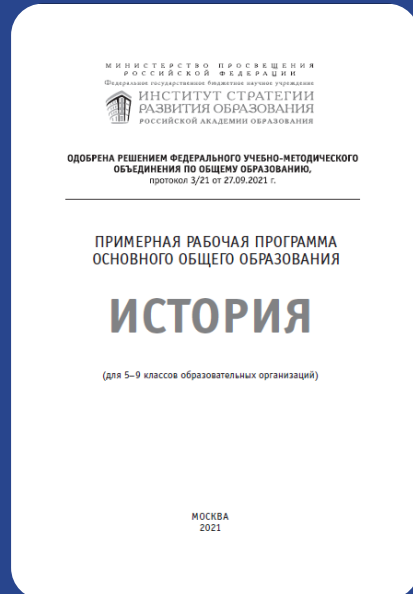 МИНИСТЕРСТВО ПРОСВЕЩЕНИЯ
РОССИЙСКОЙ ФЕДЕРАЦИИ
Федеральное государственное бюджетное научное учреждение
ИНСТИТУТ СТРАТЕГИИ
РАЗВИТИЯ ОБРАЗОВАНИЯ
РОССИЙСКОЙ АКАДЕМИИ ОБРАЗОВАНИЯ
ОДОБРЕНА РЕШЕНИЕМ ФЕДЕРАЛЬНОГО УЧЕБНО-МЕТОДИЧЕСКОГО
ОБЪЕДИНЕНИЯ ПО ОБЩЕМУ ОБРАЗОВАНИЮ,
протокол 3/21 от 27.09.2021 г.
ПРИМЕРНАЯ РАБОЧАЯ ПРОГРАММА
ОСНОВНОГО ОБЩЕГО ОБРАЗОВАНИЯ
ИСТОРИЯ
(для 5–9 классов образовательных организаций)
МОСКВА
2021